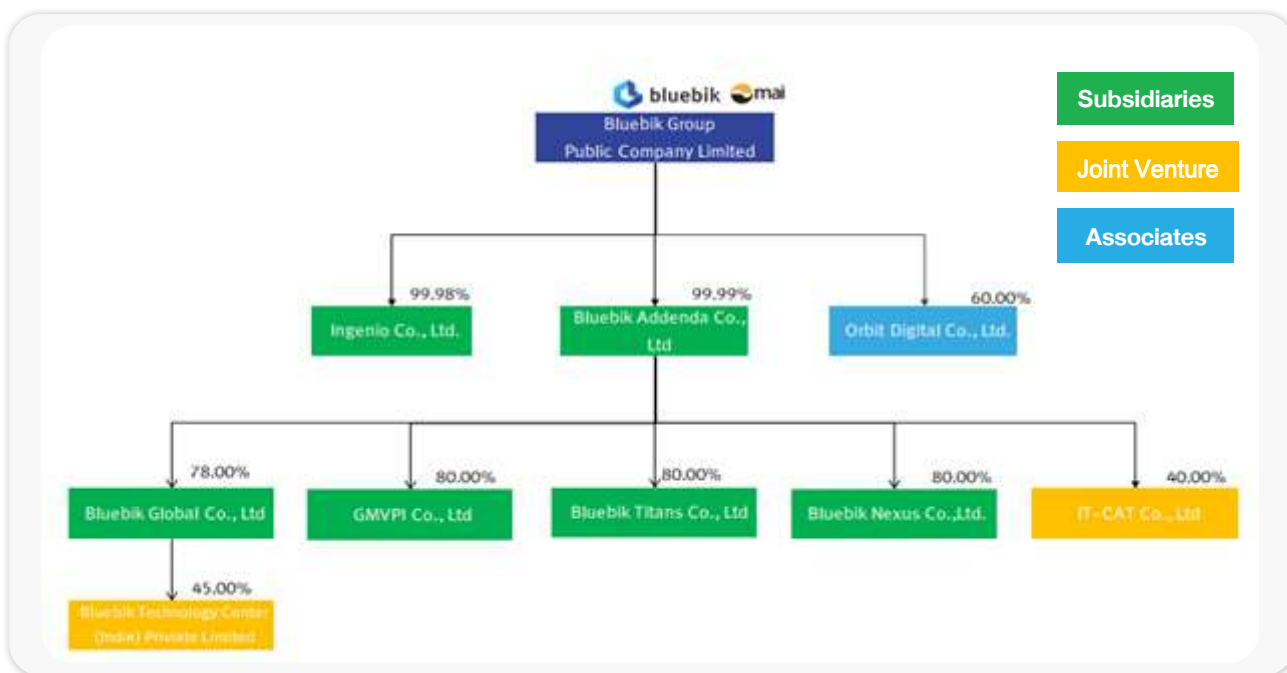 bluebik mai
Bluebik Group
Public Company Limited
Subsidiaries
Joint Venture
Associates
99.98%
99.99%
60.00%
Ingenio Co., Ltd.
Bluebik Addenda Co.,
Ltd
Orbit Digital Co., Ltd.
78.00%
80.00%
80.00%
80.00%
40.00%
Bluebik Global Co., Ltd
GMVPI Co., Ltd
Bluebik Titans Co., Ltd
Bluebik Nexus Co.,Ltd.
IT-CAT Co., Ltd
45.00%
Bluebik Technology Center
(India) Private Limited